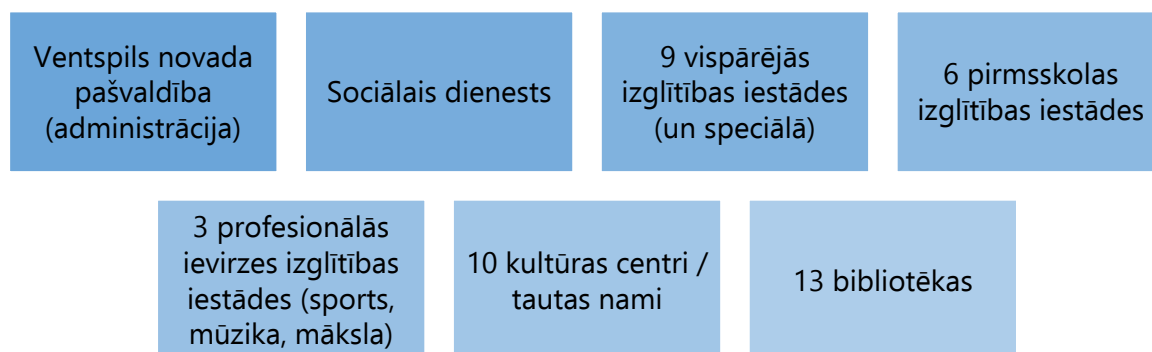 Ventspils novada
pašvaldība
(administrācija)
Sociālais dienests
9 vispārējās
izglītības iestādes
(un speciālā)
6 pirmsskolas
izglītības iestādes
3 profesionālās
ievirzes izglītības
iestādes (sports,
mūzika, māksla)
10 kultūras centri /
tautas nami
13 bibliotēkas